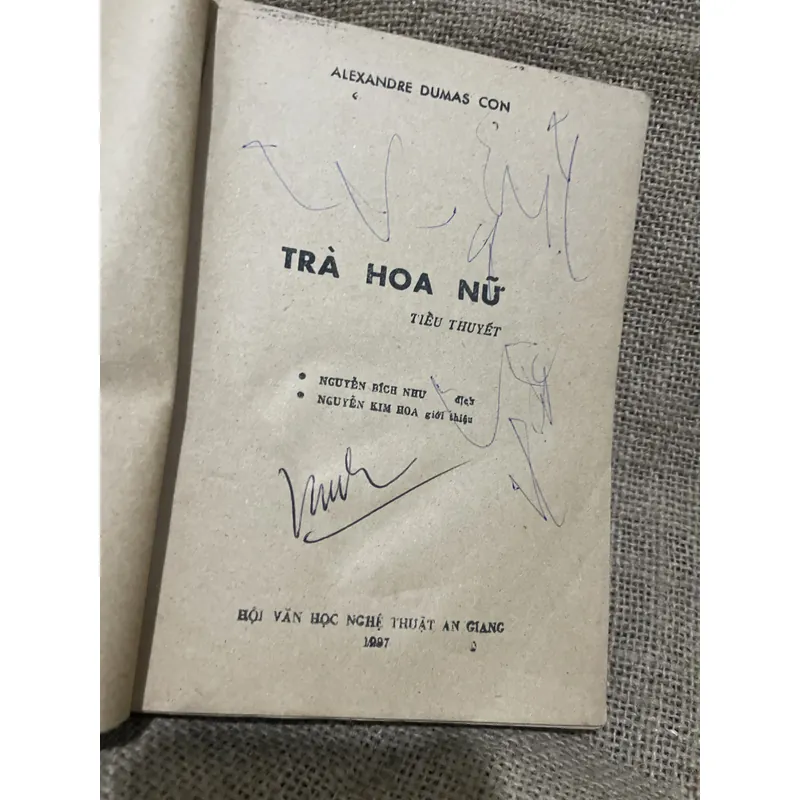 ALEXANDRE DUMAS CON
TRÀ HOA NỮ
TIỂU THUYẾT
• NGUYỄN BÍCH NHƯ dịch
• NGUYỄN KIM HOA giới thiệu
HỘI VĂN HỌC NGHỆ THUẬT AN GIANG